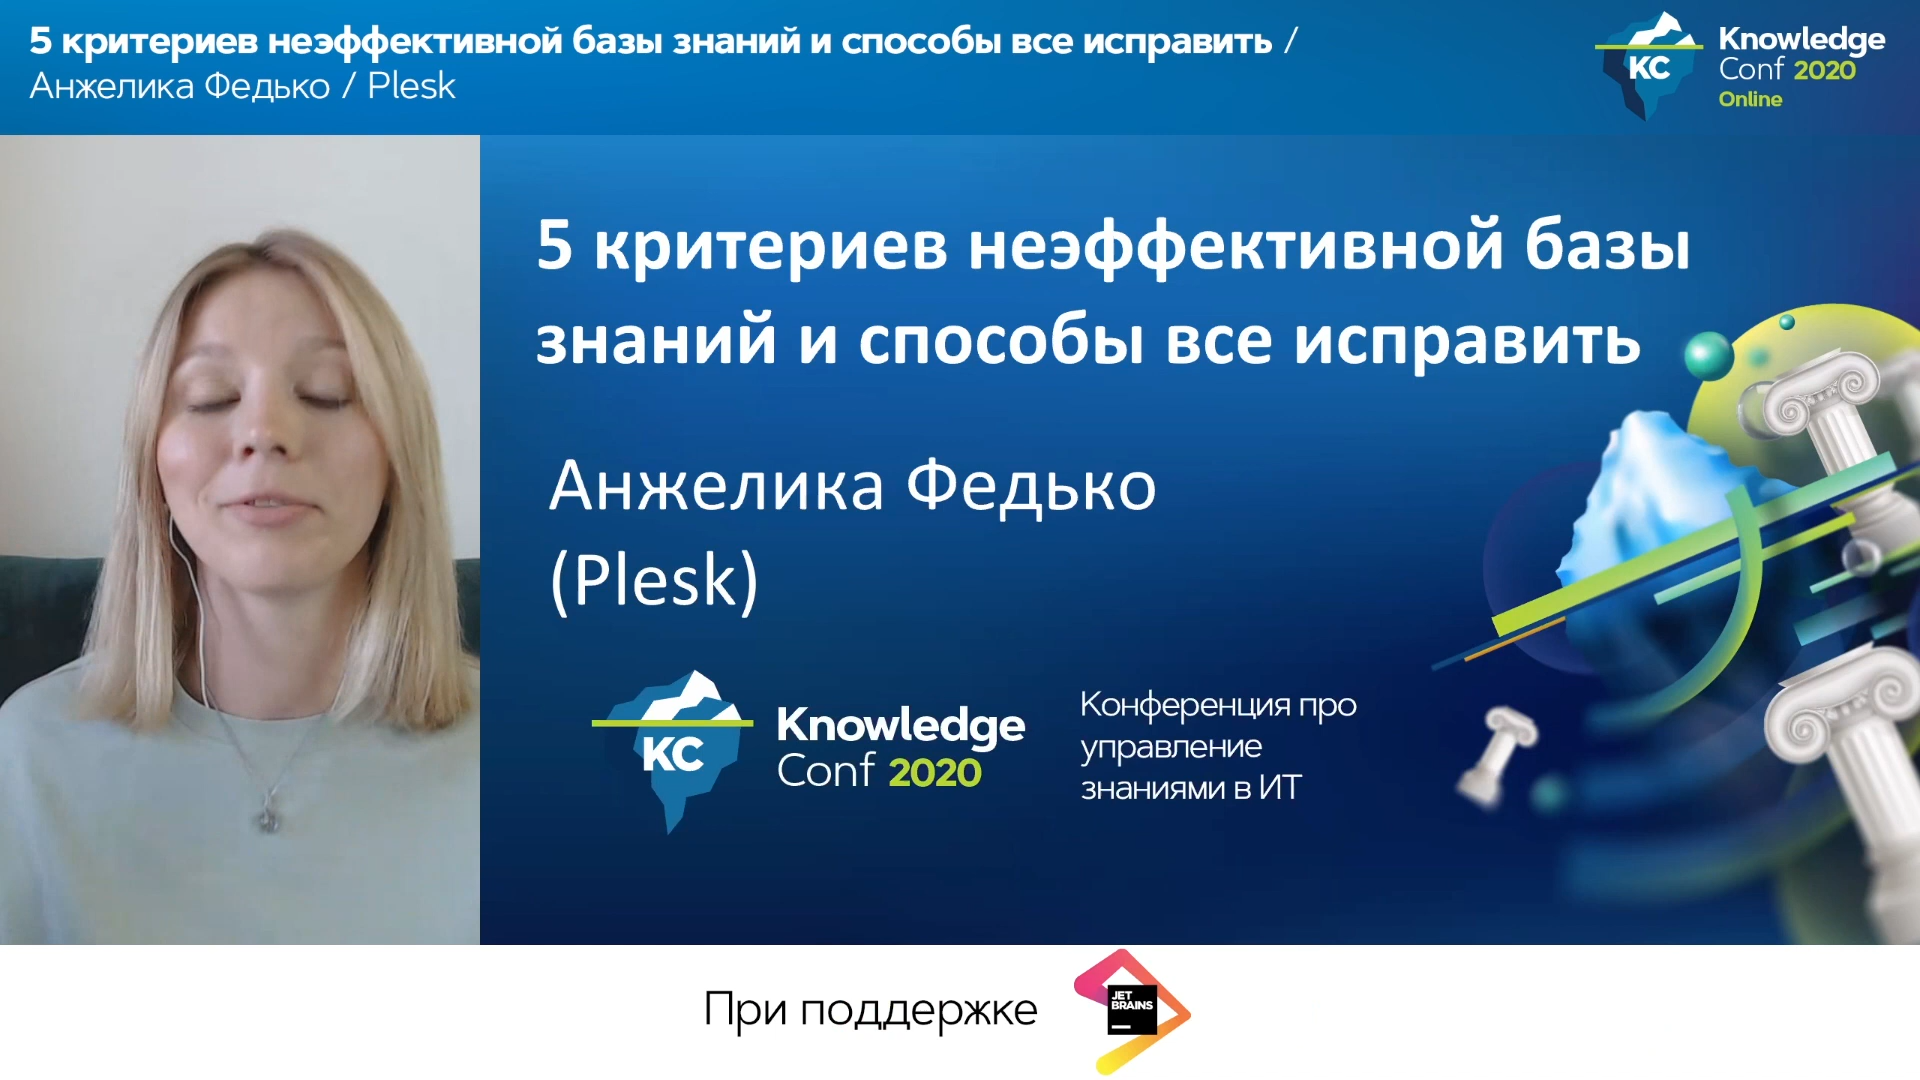 5 критериев неэффективной базы знаний и способы все исправить /
Анжелика Федько / Plesk
KC
Knowledge
Conf 2020
Online
5 критериев неэффективной базы
знаний и способы все исправить
Анжелика Федько
(Plesk)
KC
Knowledge
Conf 2020
Конференция про
управление
знаниями в ИТ
При поддержке
JET
BRAINS